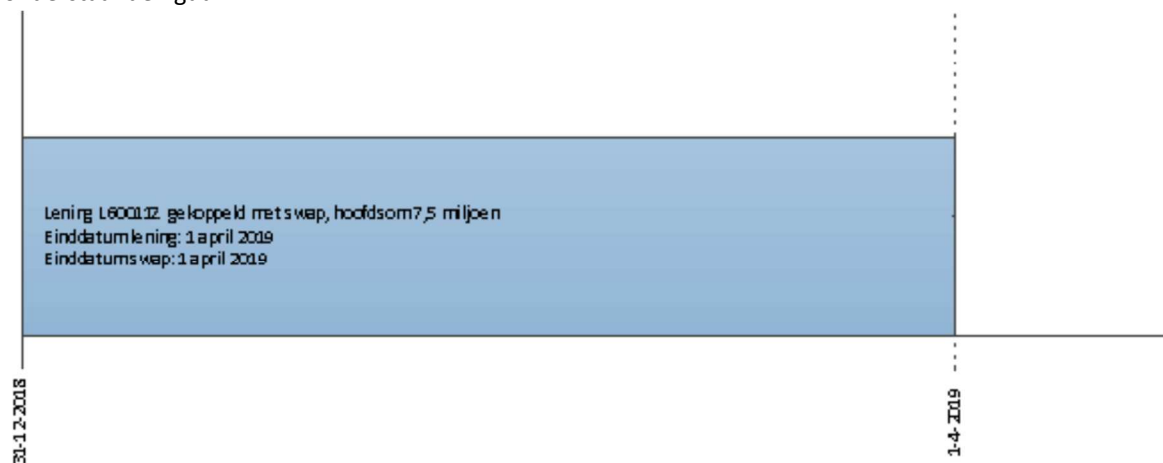 Lening L60011Z gekoppeld met swap, hoofdsom 7,5 miljoen
Einddatum lening: 1 april 2019
Einddatum swap: 1 april 2019
31-12-2018
1-4-2019